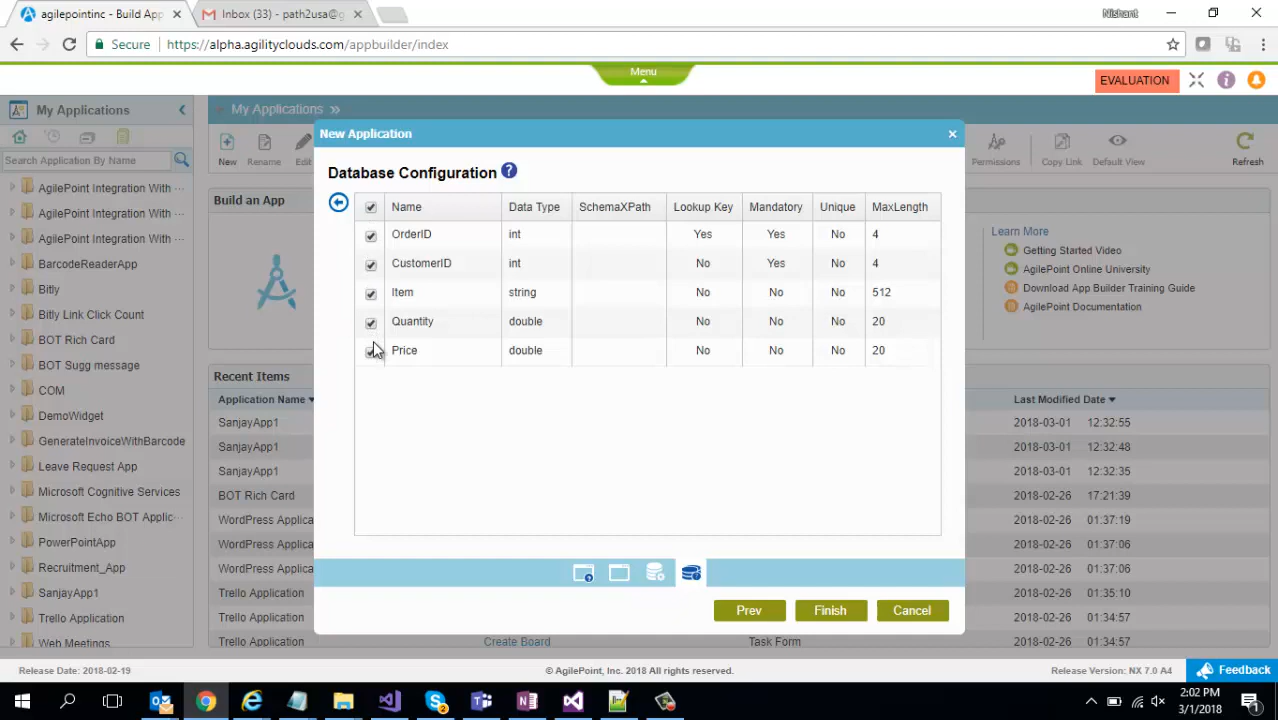 agilepointinc - Build App
Inbox (33) - path2usa@g
Nishant
Secure
https://alpha.agilityclouds.com/appbuilder/index
Menu
EVALUATION
My Applications
My Applications »
Search Application By Name
New
Rename
Edit
Permissions
Copy Link
Default View
Refresh
AgilePoint Integration With ...
AgilePoint Integration With ...
AgilePoint Integration With ...
BarcodeReaderApp
Bitly
Bitly Link Click Count
BOT Rich Card
BOT Sugg message
COM
DemoWidget
GenerateInvoiceWithBarcode
Leave Request App
Microsoft Cognitive Services
Microsoft Echo BOT Applic...
PowerPointApp
Recruitment_App
SanjayApp1
Trello Application
Web Meetings
Build an App
Learn More
Getting Started Video
AgilePoint Online University
Download App Builder Training Guide
AgilePoint Documentation
Recent Items
Application Name
Last Modified Date
SanjayApp1
2018-03-01 12:32:55
SanjayApp1
2018-03-01 12:32:48
SanjayApp1
2018-03-01 12:32:35
BOT Rich Card
2018-02-26 17:21:39
WordPress Applica
2018-02-26 01:37:19
WordPress Applica
2018-02-26 01:37:06
WordPress Applica
2018-02-26 01:37:06
Trello Application
2018-02-26 01:35:10
Trello Application
2018-02-26 01:34:57
Trello Application
Create Board
Task Form
2018-02-26 01:34:57
New Application
Database Configuration
Name Data Type SchemaXPath Lookup Key Mandatory Unique MaxLength
OrderID int Yes Yes No 4
CustomerID int No Yes No 4
Item string No No No 512
Quantity double No No No 20
Price double No No No 20
Prev
Finish
Cancel
Release Date: 2018-02-19
© AgilePoint, Inc. 2018 All rights reserved.
Release Version: NX 7.0 A4
Feedback
2:02 PM
3/1/2018